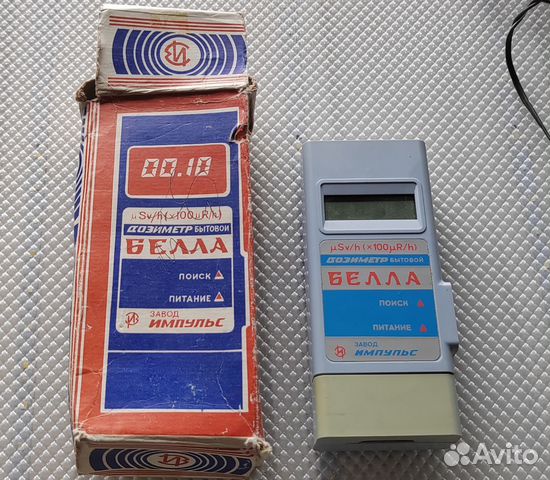 00.10
μSv/h (×100μR/h)
ДОЗИМЕТР БЫТОВОЙ
БЕЛЛА
ПОИСК
ПИТАНИЕ
ЗАВОД
ИМПУЛЬС
μSv/h (×100μR/h)
ДОЗИМЕТР БЫТОВОЙ
БЕЛЛА
ПОИСК
ПИТАНИЕ
ЗАВОД
ИМПУЛЬС
Avito